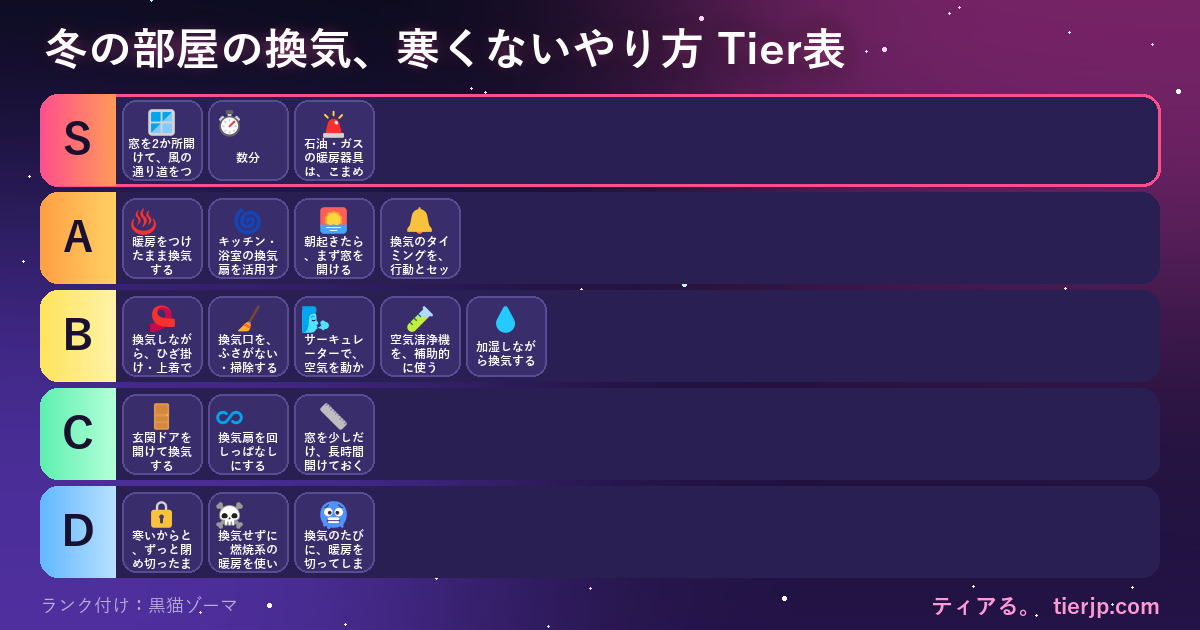 冬の部屋の換気、寒くないやり方 Tier表
S
窓を2か所開
けて、風の
通り道をつ
数分
石油・ガス
の暖房器具
は、こまめ
A
暖房をつけ
たまま換気
する
キッチン・
浴室の換気
扇を活用す
朝起きたら
、まず窓を
開ける
換気のタイ
ミングを、
行動とセッ
B
換気しなが
ら、ひざ掛
け・上着で
換気口を、
ふさがない
・掃除する
サーキュレ
ーターで、
空気を動か
空気清浄機
を、補助的
に使う
加湿しなが
ら換気する
C
玄関ドアを
開けて換気
する
換気扇を回
しっぱなし
にする
窓を少しだ
け、長時間
開けておく
D
寒いからと
、ずっと閉
め切ったま
換気せずに
、燃焼系の
暖房を使い
換気のたび
に、暖房を
切ってしま
ランク付け：黒猫ゾーマ
ティアる。 tierjp.com